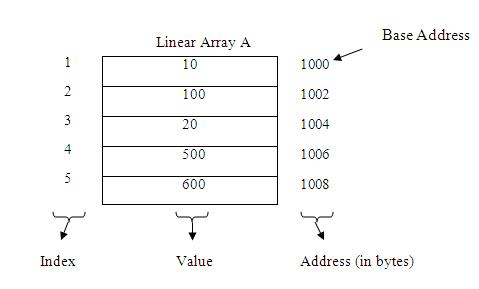 Base Address
Linear Array A
1 10 1000
2 100 1002
3 20 1004
4 500 1006
5 600 1008
Index Value Address (in bytes)